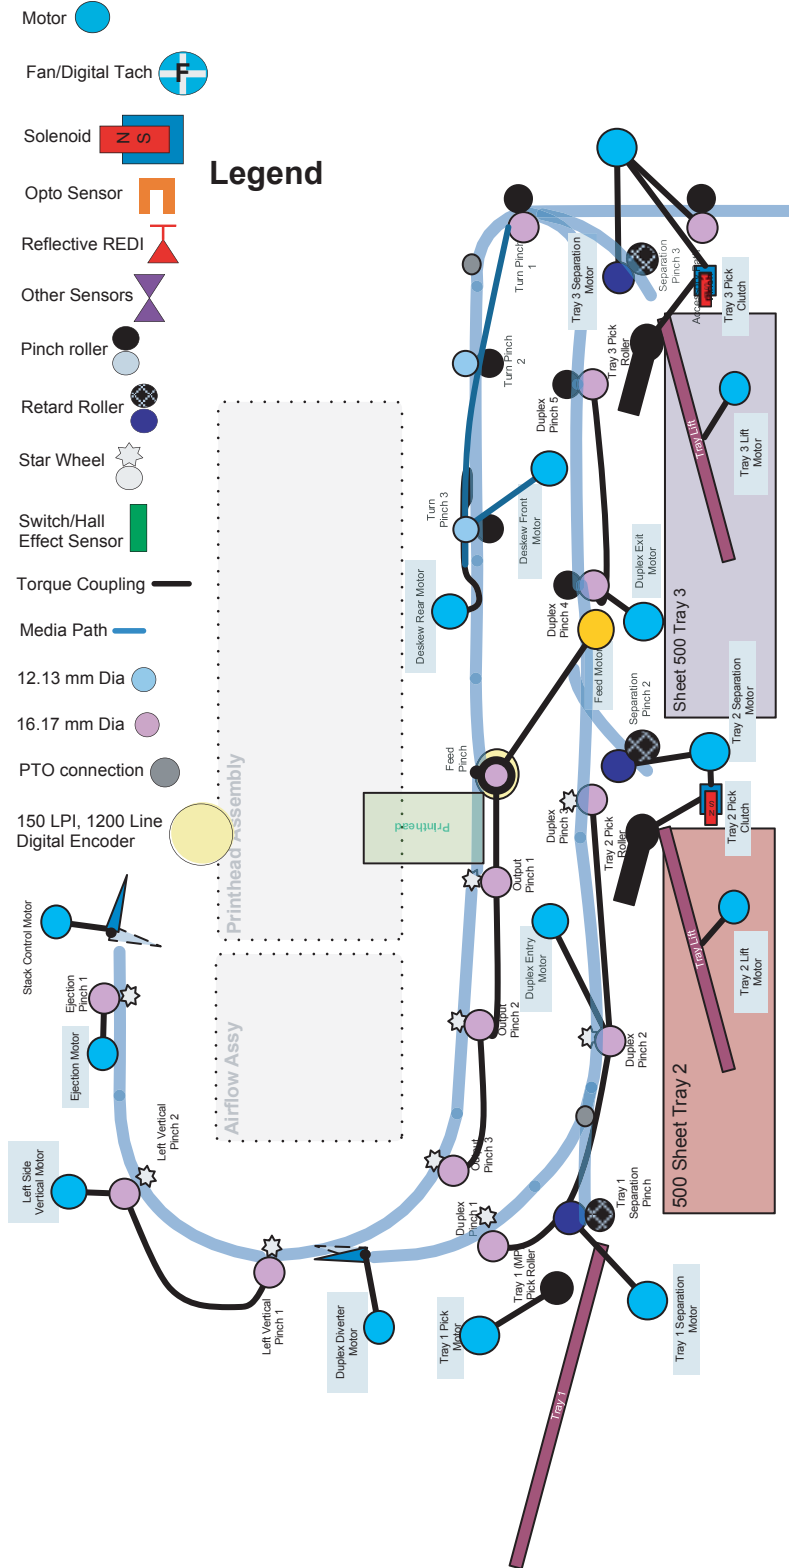 Motor
Fan/Digital Tach
F
Solenoid
N S
Legend
Opto Sensor
Reflective REDI
Other Sensors
Pinch roller
Retard Roller
Star Wheel
Switch/Hall
Effect Sensor
Torque Coupling
Media Path
12.13 mm Dia
16.17 mm Dia
PTO connection
150 LPI, 1200 Line
Digital Encoder
Turn Pinch
1
Tray 3 Separation
Motor
Separation
Pinch 3
Tray 3 Pick
Clutch
Turn Pinch
2
Tray 3 Pick
Roller
Duplex
Pinch 5
Tray Lift
Tray 3 Lift
Motor
Turn
Pinch 3
Deskew Front
Motor
Deskew Rear Motor
Duplex
Pinch 4
Duplex Exit
Motor
Feed Motor
Sheet 500 Tray 3
Separation
Pinch 2
Tray 2 Separation
Motor
Feed
Pinch
Printhead Assembly
Printhead
Duplex
Pinch 3
Tray 2 Pick
Roller
S
N
Tray 2 Pick
Clutch
Output
Pinch 1
Stack Control Motor
Duplex Entry
Motor
Tray Lift
Tray 2 Lift
Motor
Ejection
Pinch 1
Ejection Motor
Airflow Assy
Output
Pinch 2
Duplex
Pinch 2
500 Sheet Tray 2
Left Vertical
Pinch 2
Left Side
Vertical Motor
Output
Pinch 3
Duplex
Pinch 1
Tray 1
Separation
Pinch
Tray 1 (MP)
Pick Roller
Left Vertical
Pinch 1
Duplex Diverter
Motor
Tray 1 Pick
Motor
Tray 1 Separation
Motor
Tray 1